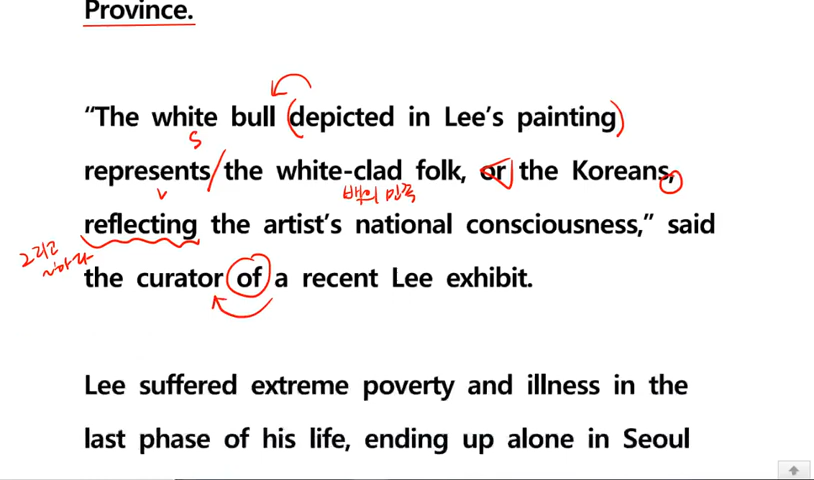 Province.
“The white bull (depicted in Lee’s painting)
S
represents / the white-clad folk, or the Koreans,
v 백의 민족
reflecting the artist’s national consciousness,” said
그리고
~하다
the curator of a recent Lee exhibit.
Lee suffered extreme poverty and illness in the
last phase of his life, ending up alone in Seoul